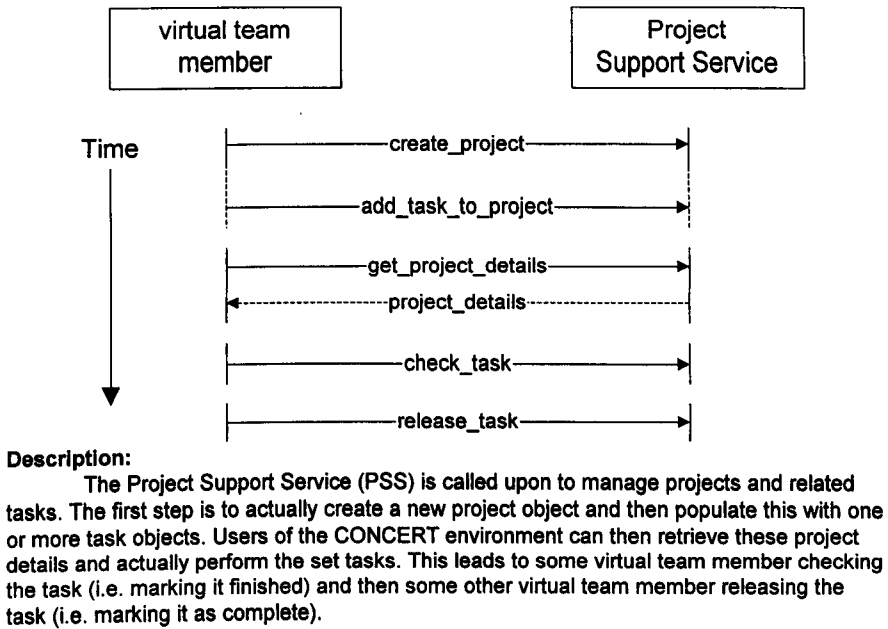 virtual team
member
Project
Support Service
Time
create_project
add_task_to_project
get_project_details
project_details
check_task
release_task
Description:
The Project Support Service (PSS) is called upon to manage projects and related
tasks. The first step is to actually create a new project object and then populate this with one
or more task objects. Users of the CONCERT environment can then retrieve these project
details and actually perform the set tasks. This leads to some virtual team member checking
the task (i.e. marking it finished) and then some other virtual team member releasing the
task (i.e. marking it as complete).